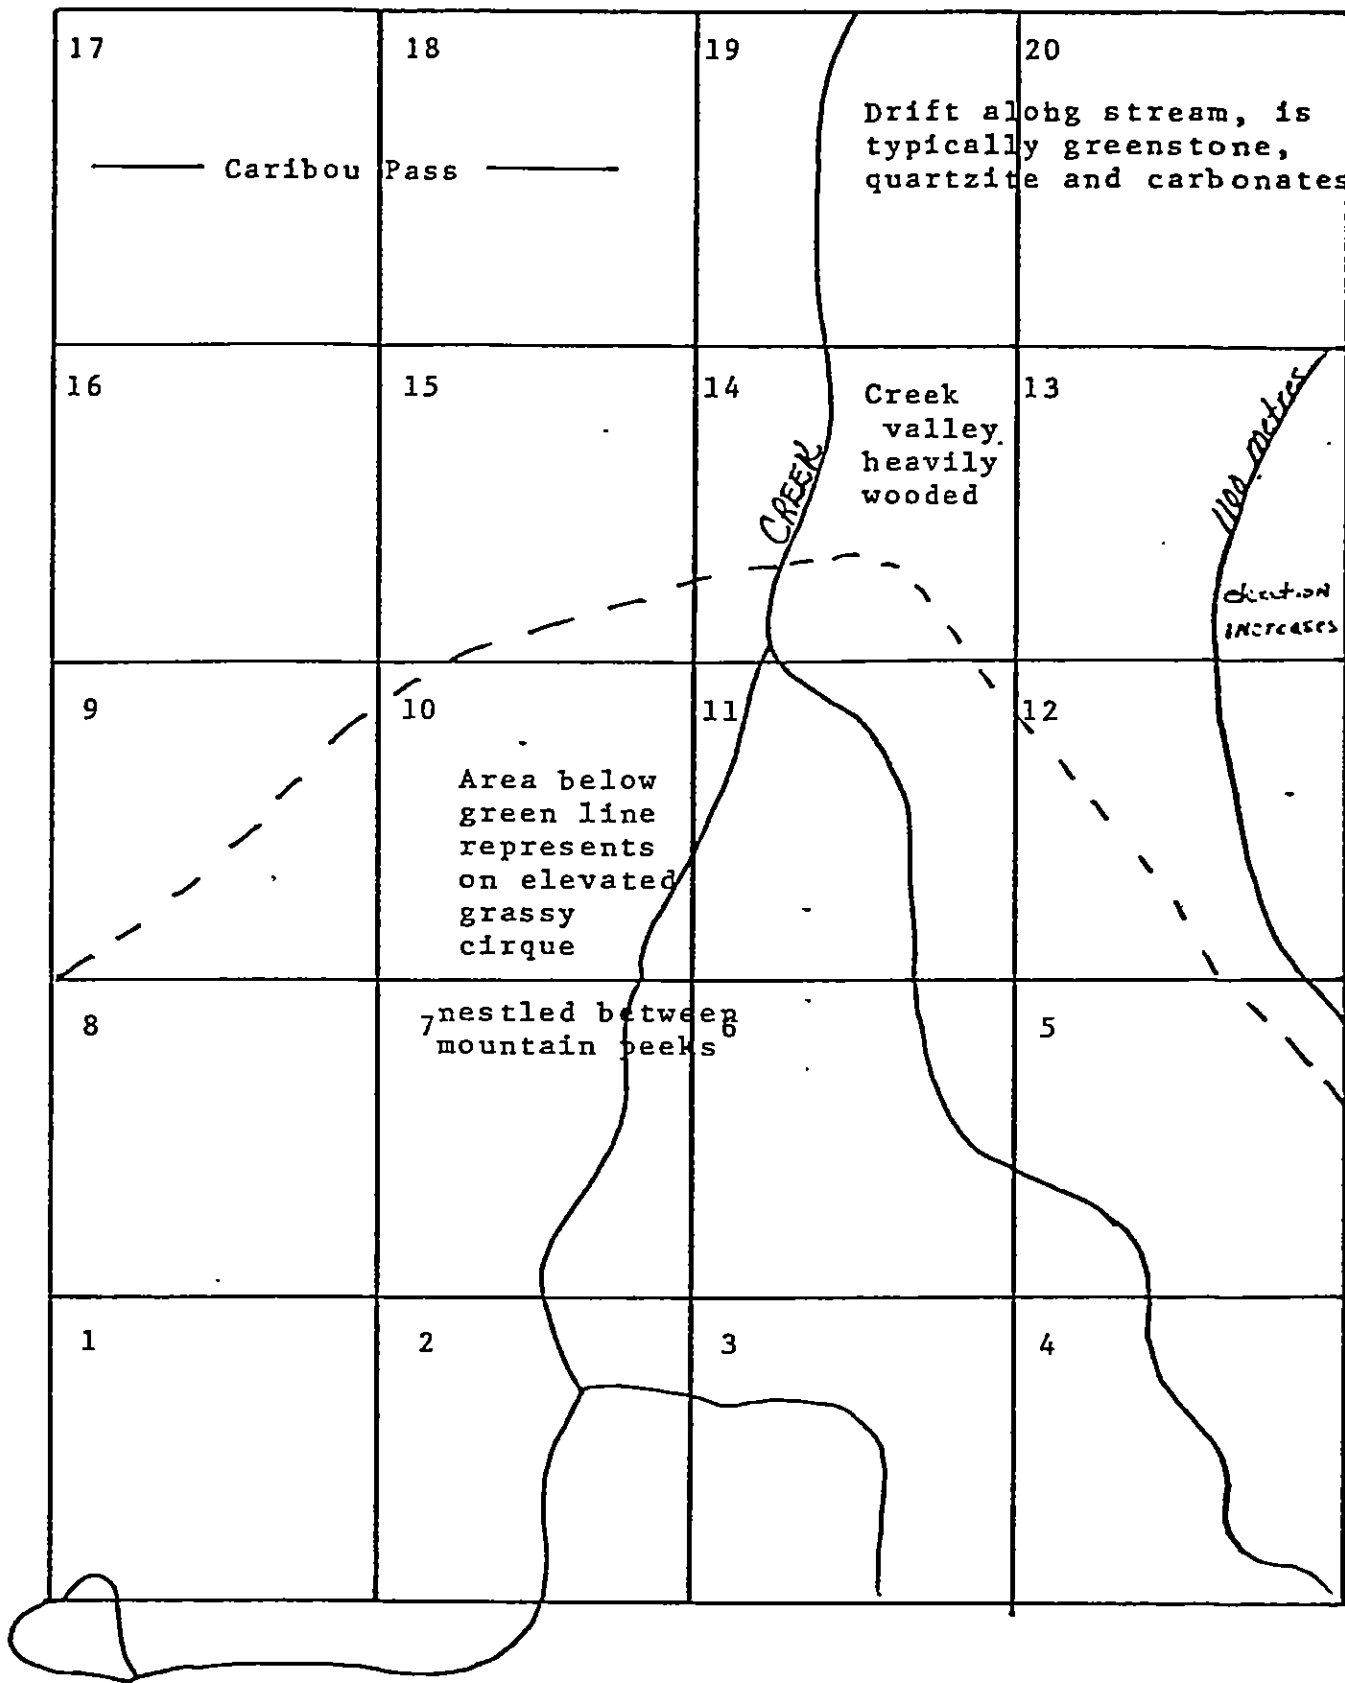 17
18
19
20
Drift alohg stream, is
typically greenstone,
quartzite and carbonates
Caribou Pass
16
15
14
13
Creek
valley
heavily
wooded
CREEK
1100 metres
increases
9
10
11
12
Area below
green line
represents
on elevated
grassy
cirque
8
7
6
5
nestled between
mountain peeks
1
2
3
4